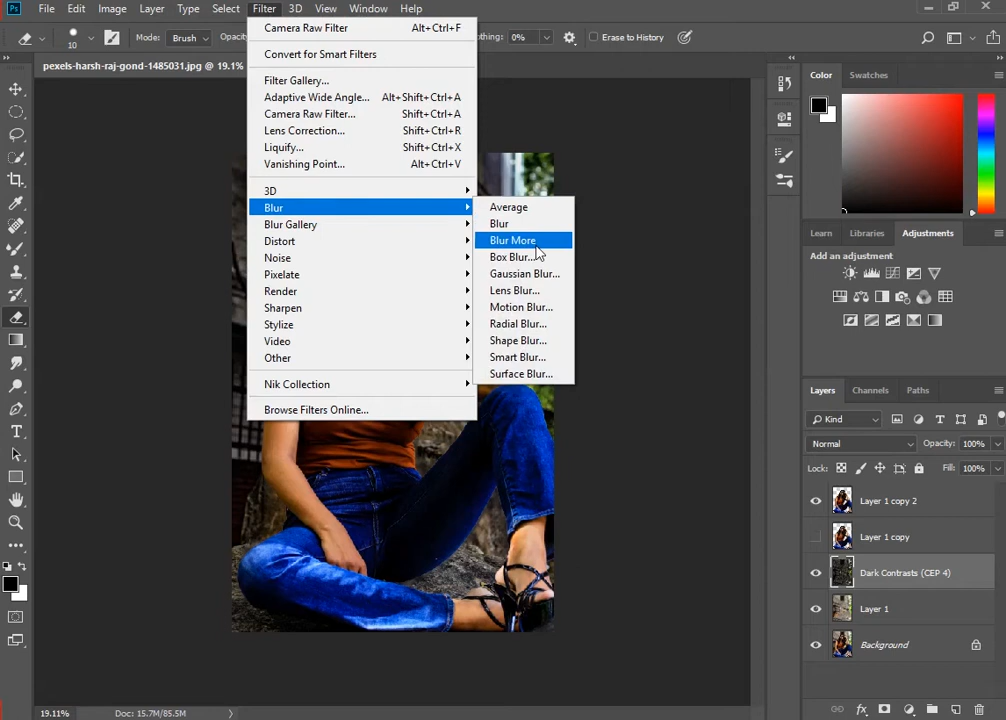 Ps File Edit Image Layer Type Select Filter 3D View Window Help
10 Mode: Brush Opacity
Smoothing: 0% Erase to History
pexels-harsh-raj-gond-1485031.jpg @ 19.1%
Camera Raw Filter Alt+Ctrl+F
Convert for Smart Filters
Filter Gallery...
Adaptive Wide Angle... Alt+Shift+Ctrl+A
Camera Raw Filter... Shift+Ctrl+A
Lens Correction... Shift+Ctrl+R
Liquify... Shift+Ctrl+X
Vanishing Point... Alt+Ctrl+V
3D
Blur
Blur Gallery
Distort
Noise
Pixelate
Render
Sharpen
Stylize
Video
Other
Nik Collection
Browse Filters Online...
Average
Blur
Blur More
Box Blur...
Gaussian Blur...
Lens Blur...
Motion Blur...
Radial Blur...
Shape Blur...
Smart Blur...
Surface Blur...
Color Swatches
Learn Libraries Adjustments
Add an adjustment
Layers Channels Paths
Kind
Normal Opacity: 100%
Lock: Fill: 100%
Layer 1 copy 2
Layer 1 copy
Dark Contrasts (CEP 4)
Layer 1
Background
19.11% Doc: 15.7M/85.5M